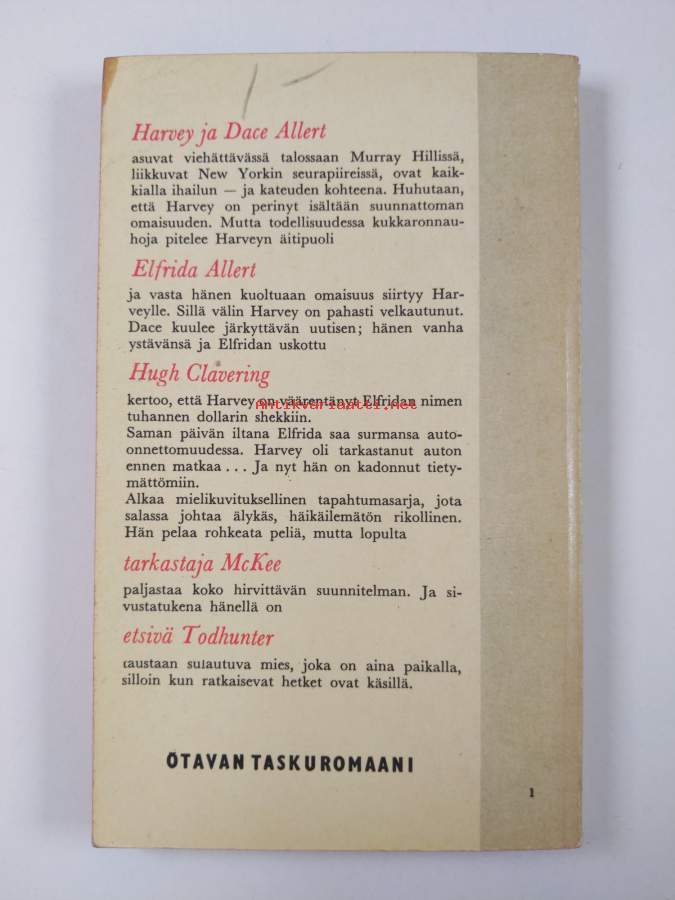 1 –
Harvey ja Dace Allert
asuvat viehättävässä talossaan Murray Hillissä,
liikkuvat New Yorkin seurapiireissä, ovat kaik-
kialla ihailun — ja kateuden kohteena. Huhutaan,
että Harvey on perinyt isältään suunnattoman
omaisuuden. Mutta todellisuudessa kukkaronnau-
hoja pitelee Harveyn äitipuoli
Elfrida Allert
ja vasta hänen kuoltuaan omaisuus siirtyy Har-
veylle. Sillä välin Harvey on pahasti velkautunut.
Dace kuulee järkyttävän uutisen; hänen vanha
ystävänsä ja Elfridan uskottu
Hugh Clavering
kertoo, että Harvey on väärentänyt Elfridan nimen
antikvariaatti.net
tuhannen dollarin shekkiin.
Saman päivän iltana Elfrida saa surmansa auto-
onnettomuudessa. Harvey oli tarkastanut auton
ennen matkaa . . . Ja nyt hän on kadonnut tiety-
mättömiin.
Alkaa mielikuvituksellinen tapahtumasarja, jota
salassa johtaa älykäs, häikäilemätön rikollinen.
Hän pelaa rohkeata peliä, mutta lopulta
tarkastaja McKee
paljastaa koko hirvittävän suunnitelman. Ja si-
vustatukena hänellä on
etsivä Todhunter
taustaan sulautuva mies, joka on aina paikalla,
silloin kun ratkaisevat hetket ovat käsillä.
OTAVAN TASKUROMAANI
1